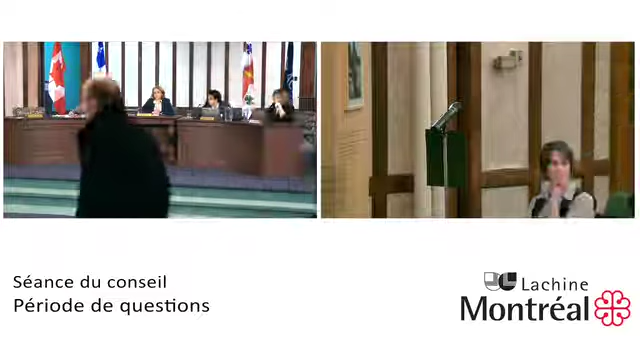 Séance du conseil
Période de questions
Lachine
Montréal